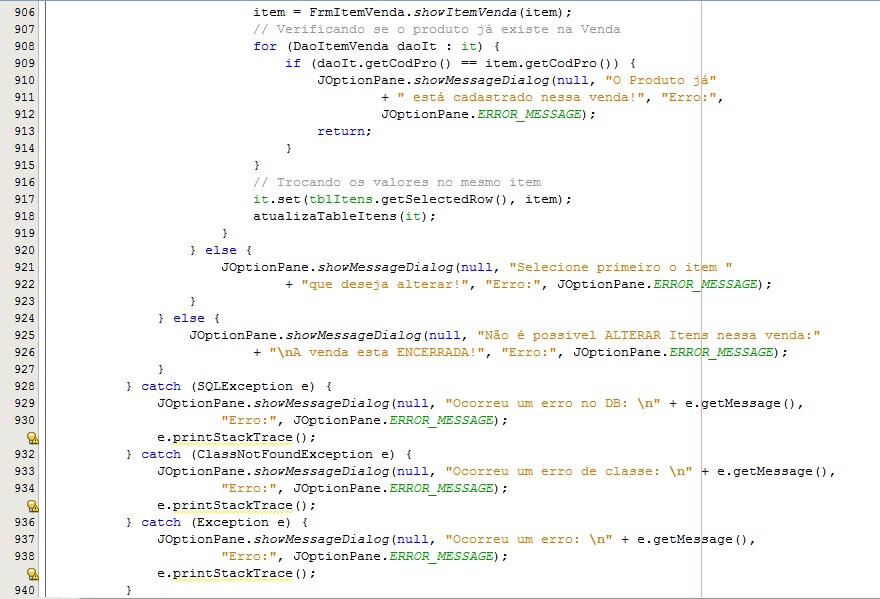 906 item = FrmItemVenda.showItemVenda(item);
907 // Verificando se o produto já existe na Venda
908 for (DaoItemVenda daoIt : it) {
909 if (daoIt.getCodPro() == item.getCodPro()) {
910 JOptionPane.showMessageDialog(null, "O Produto já"
911 + " está cadastrado nessa venda!", "Erro:",
912 JOptionPane.ERROR_MESSAGE);
913 return;
914 }
915 }
916 // Trocando os valores no mesmo item
917 it.set(tblItens.getSelectedRow(), item);
918 atualizaTableItens(it);
919 }
920 } else {
921 JOptionPane.showMessageDialog(null, "Selecione primeiro o item "
922 + "que deseja alterar!", "Erro:", JOptionPane.ERROR_MESSAGE);
923 }
924 } else {
925 JOptionPane.showMessageDialog(null, "Não é possivel ALTERAR Itens nessa venda:"
926 + "\nA venda esta ENCERRADA!", "Erro:", JOptionPane.ERROR_MESSAGE);
927 }
928 } catch (SQLException e) {
929 JOptionPane.showMessageDialog(null, "Ocorreu um erro no DB: \n" + e.getMessage(),
930 "Erro:", JOptionPane.ERROR_MESSAGE);
e.printStackTrace();
932 } catch (ClassNotFoundException e) {
933 JOptionPane.showMessageDialog(null, "Ocorreu um erro de classe: \n" + e.getMessage(),
934 "Erro:", JOptionPane.ERROR_MESSAGE);
e.printStackTrace();
936 } catch (Exception e) {
937 JOptionPane.showMessageDialog(null, "Ocorreu um erro: \n" + e.getMessage(),
938 "Erro:", JOptionPane.ERROR_MESSAGE);
e.printStackTrace();
940 }